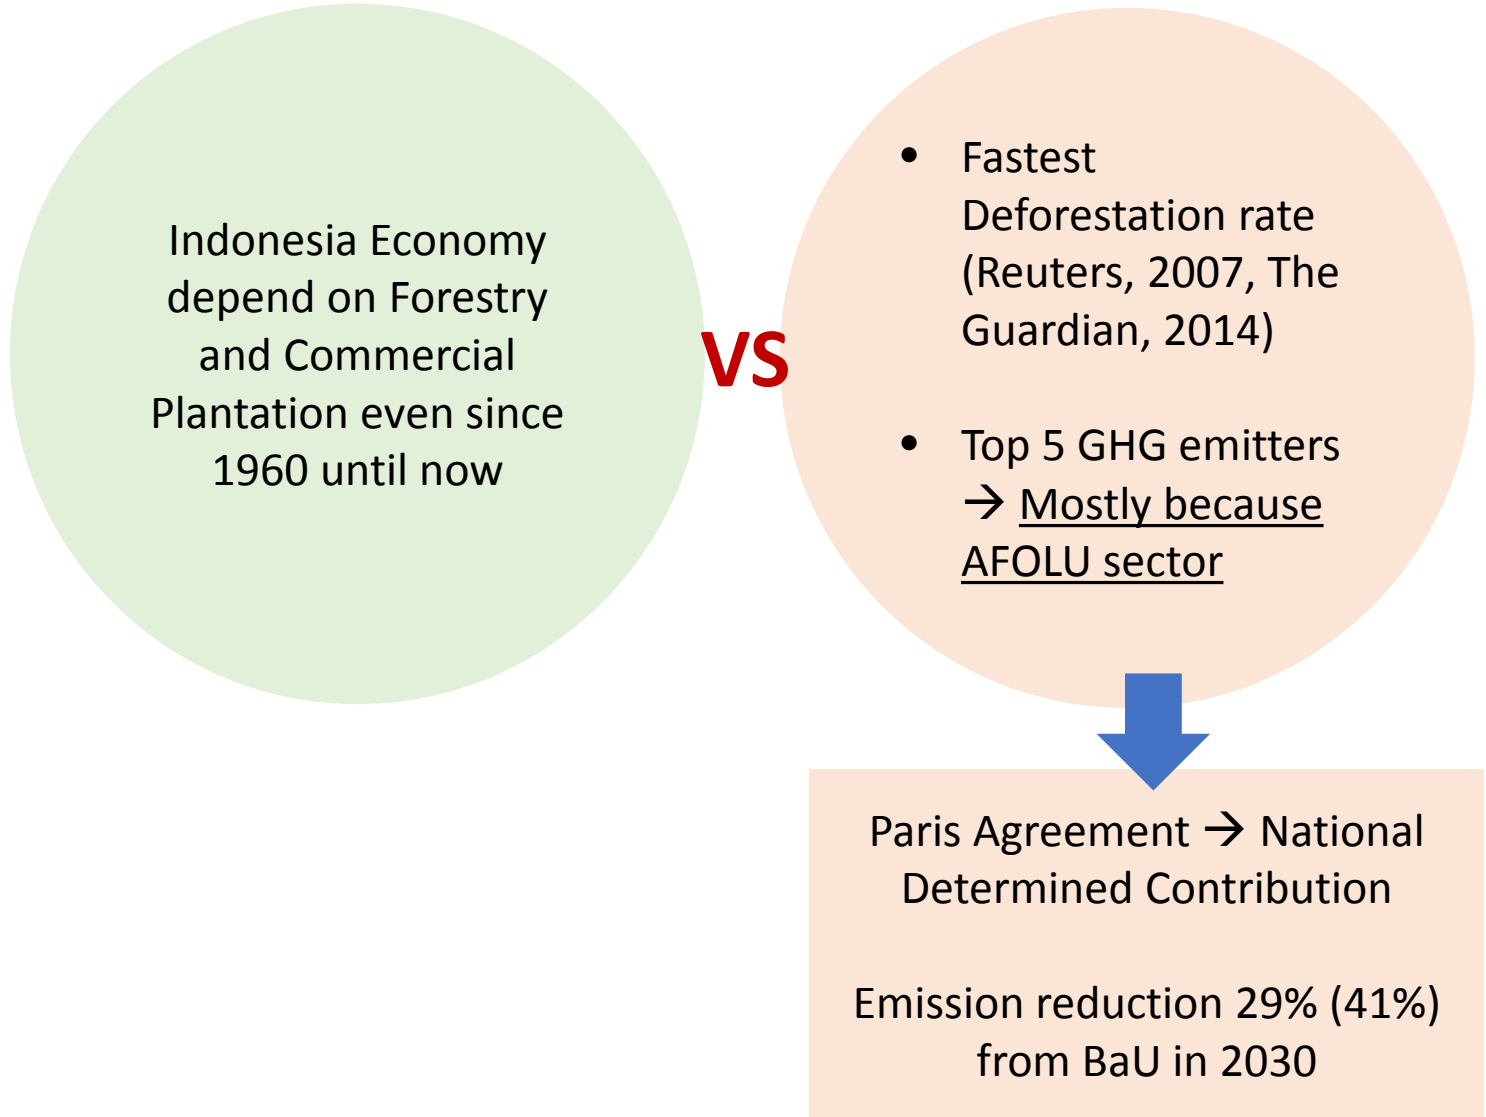 Indonesia Economy
depend on Forestry
and Commercial
Plantation even since
1960 until now
VS
• Fastest
Deforestation rate
(Reuters, 2007, The
Guardian, 2014)
• Top 5 GHG emitters
→ Mostly because
AFOLU sector
Paris Agreement → National
Determined Contribution
Emission reduction 29% (41%)
from BaU in 2030